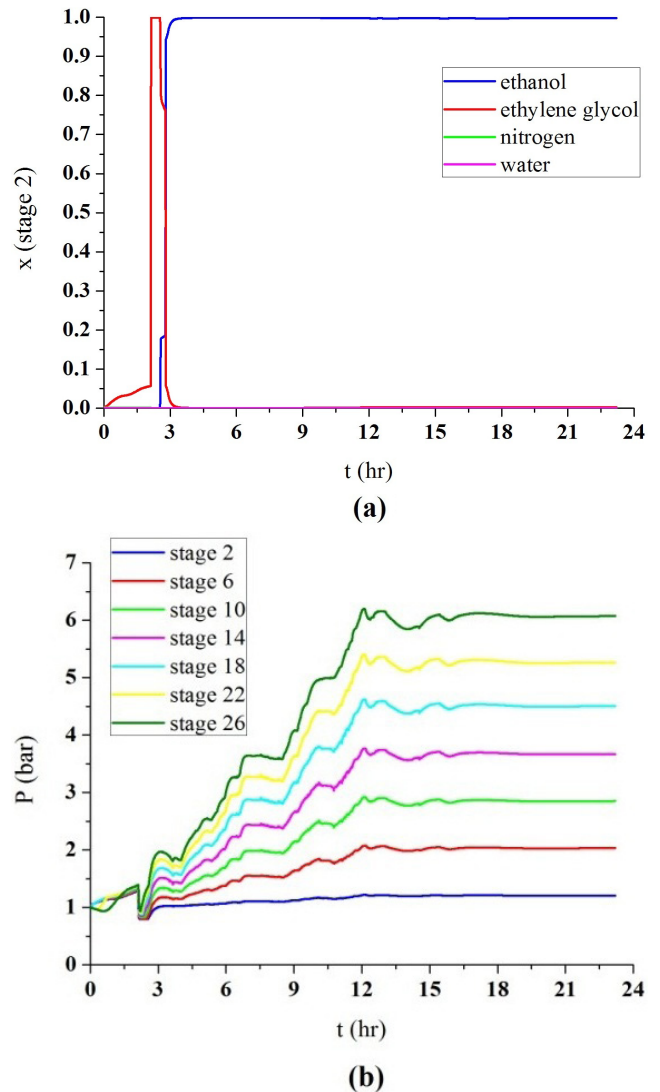 1.0
0.9
0.8
0.7
0.6
0.5
0.4
0.3
0.2
0.1
0.0
x (stage 2)
ethanol
ethylene glycol
nitrogen
water
0 3 6 9 12 15 18 21 24
t (hr)
(a)
7
6
5
4
3
2
1
0
P (bar)
stage 2
stage 6
stage 10
stage 14
stage 18
stage 22
stage 26
0 3 6 9 12 15 18 21 24
t (hr)
(b)